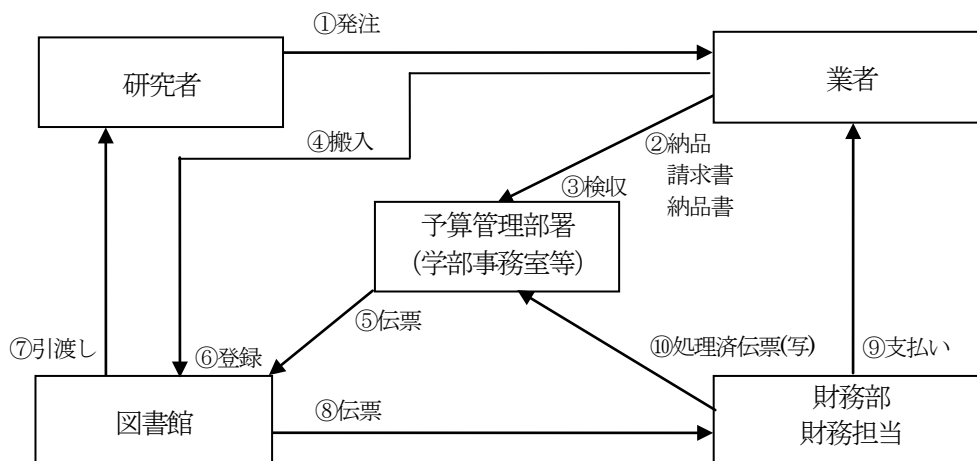 ①発注
研究者
業者
④搬入
②納品
請求書
納品書
③検収
予算管理部署
（学部事務室等）
⑤伝票
⑦引渡し
⑥登録
⑩処理済伝票(写)
⑨支払い
図書館
⑧伝票
財務部
財務担当